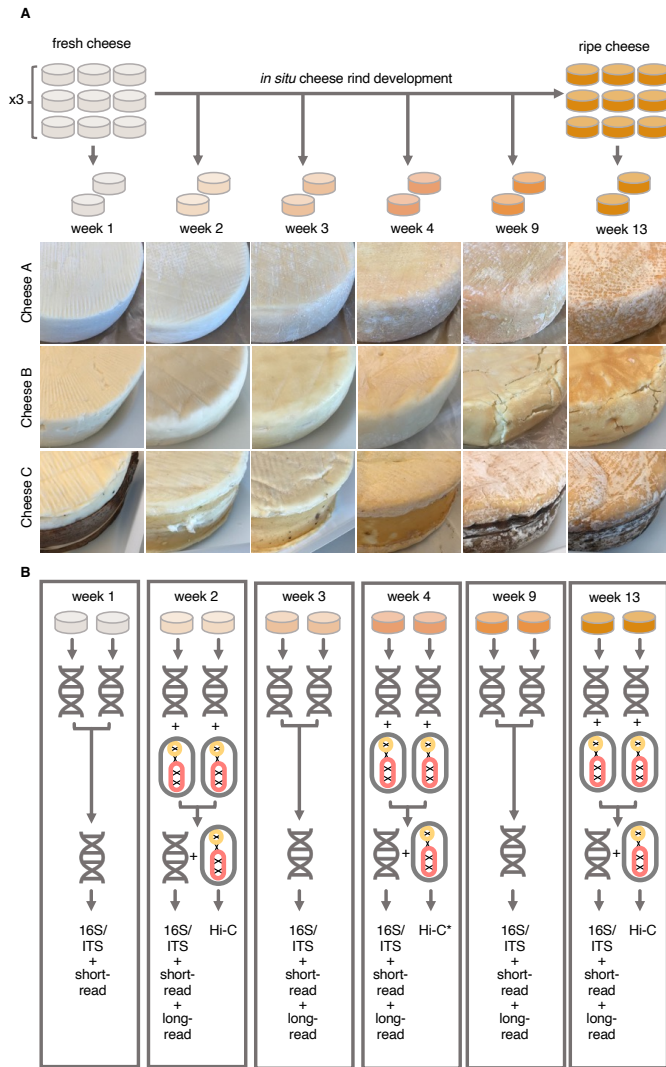 A
fresh cheese
ripe cheese
in situ cheese rind development
x3
week 1
week 2
week 3
week 4
week 9
week 13
Cheese A
Cheese B
Cheese C
B
week 1
week 2
week 3
week 4
week 9
week 13
+ + + + + +
+ + +
16S/
ITS
+
short-
read
16S/
ITS
+
short-
read
+
long-
read
Hi-C
16S/
ITS
+
short-
read
+
long-
read
16S/
ITS
+
short-
read
+
long-
read
Hi-C*
16S/
ITS
+
short-
read
+
long-
read
16S/
ITS
+
short-
read
+
long-
read
Hi-C